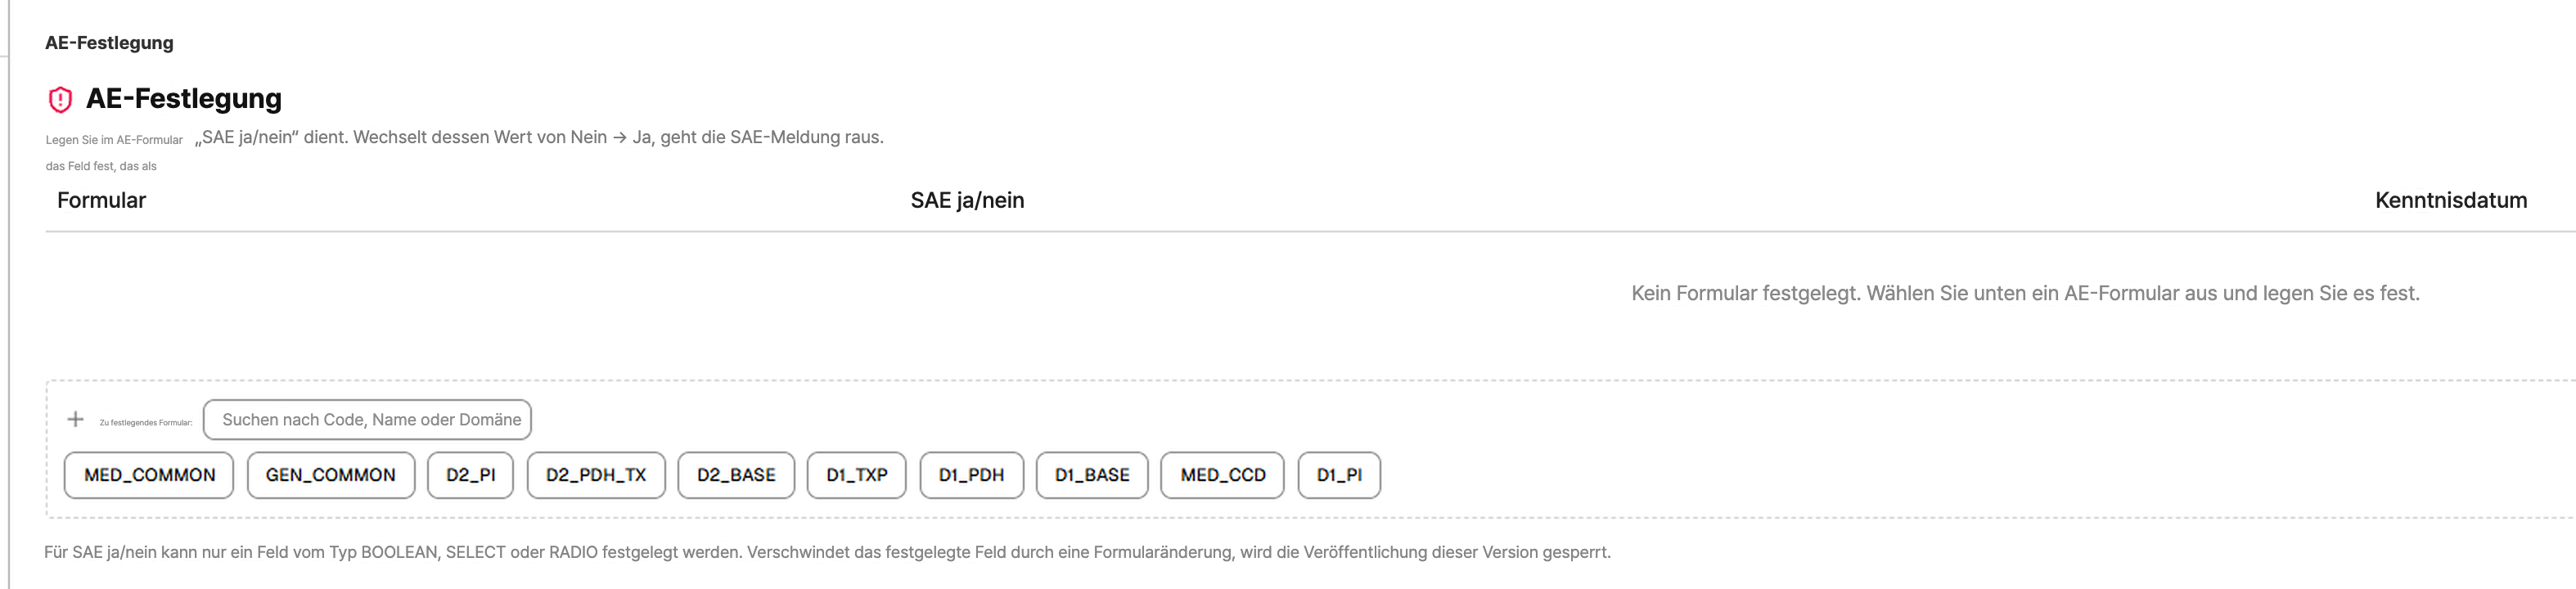 AE-Festlegung
AE-Festlegung
Legen Sie im AE-Formular „SAE ja/nein“ dient. Wechselt dessen Wert von Nein → Ja, geht die SAE-Meldung raus.
das Feld fest, das als
Formular SAE ja/nein Kenntnisdatum
Kein Formular festgelegt. Wählen Sie unten ein AE-Formular aus und legen Sie es fest.
+ Zu festlegendes Formular: Suchen nach Code, Name oder Domäne
MED_COMMON GEN_COMMON D2_PI D2_PDH_TX D2_BASE D1_TXP D1_PDH D1_BASE MED_CCD D1_PI
Für SAE ja/nein kann nur ein Feld vom Typ BOOLEAN, SELECT oder RADIO festgelegt werden. Verschwindet das festgelegte Feld durch eine Formularänderung, wird die Veröffentlichung dieser Version gesperrt.